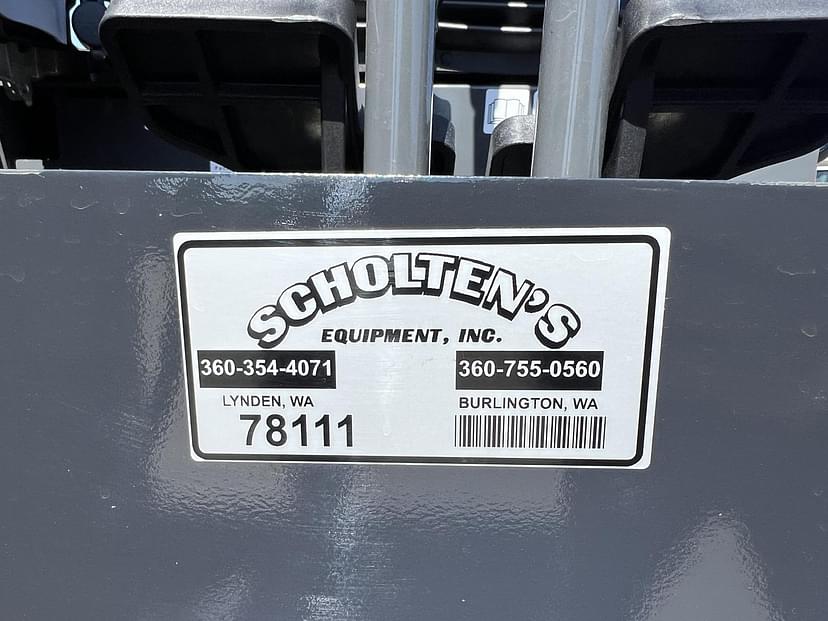 SCHOLTEN'S
EQUIPMENT, INC.
360-354-4071 360-755-0560
LYNDEN, WA BURLINGTON, WA
78111